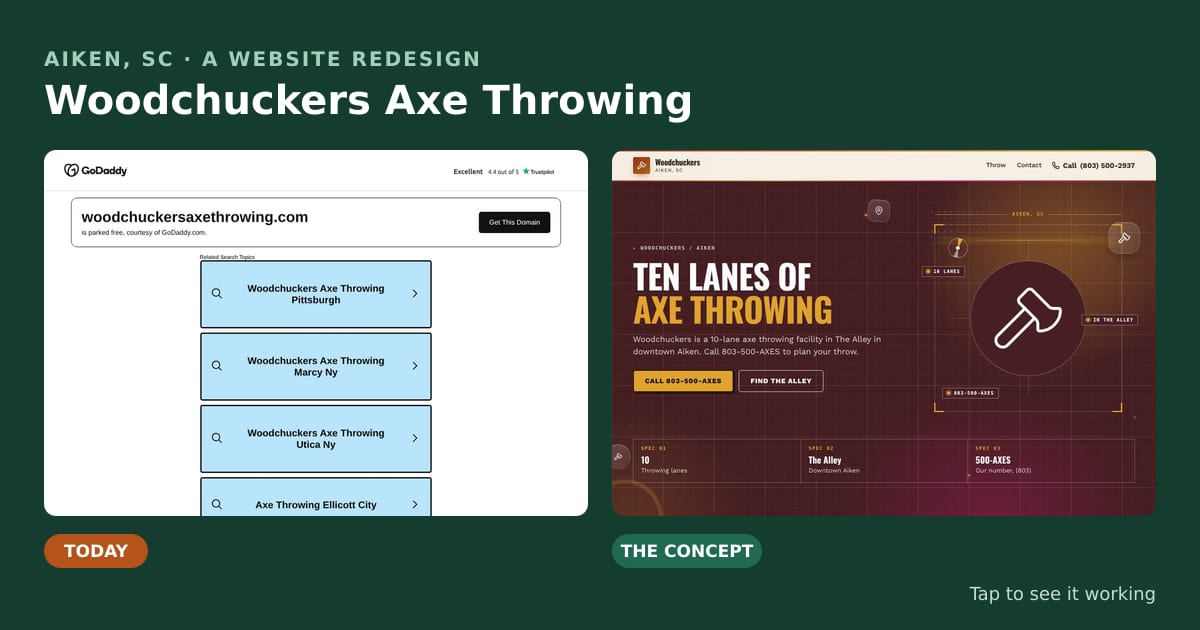 AIKEN, SC · A WEBSITE REDESIGN
Woodchuckers Axe Throwing
GoDaddy
Excellent 4.4 out of 5 Trustpilot
woodchuckersaxethrowing.com
is parked free, courtesy of GoDaddy.com.
Get This Domain
Related Search Topics
Woodchuckers Axe Throwing
Pittsburgh
Woodchuckers Axe Throwing
Marcy Ny
Woodchuckers Axe Throwing
Utica Ny
Axe Throwing Ellicott City
TODAY
Woodchuckers
AIKEN, SC
Throw Contact Call (803) 500-2937
WOODCHUCKERS / AIKEN
TEN LANES OF
AXE THROWING
Woodchuckers is a 10-lane axe throwing facility in The Alley in
downtown Aiken. Call 803-500-AXES to plan your throw.
CALL 803-500-AXES
FIND THE ALLEY
AIKEN, SC
10 LANES
IN THE ALLEY
803-500-AXES
SPEC 01
10
Throwing lanes
SPEC 02
The Alley
Downtown Aiken
SPEC 03
500-AXES
Our number, (803)
THE CONCEPT
Tap to see it working